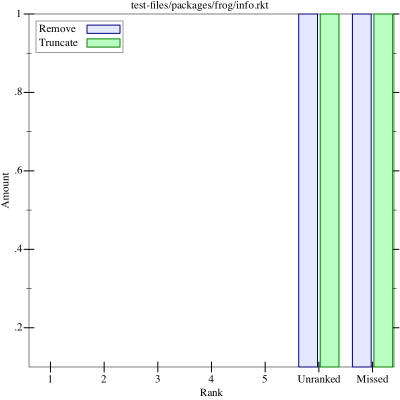 test-files/packages/frog/info.rkt
Remove
Truncate
1
.8
.6
.4
.2
Amount
1 2 3 4 5 Unranked Missed
Rank